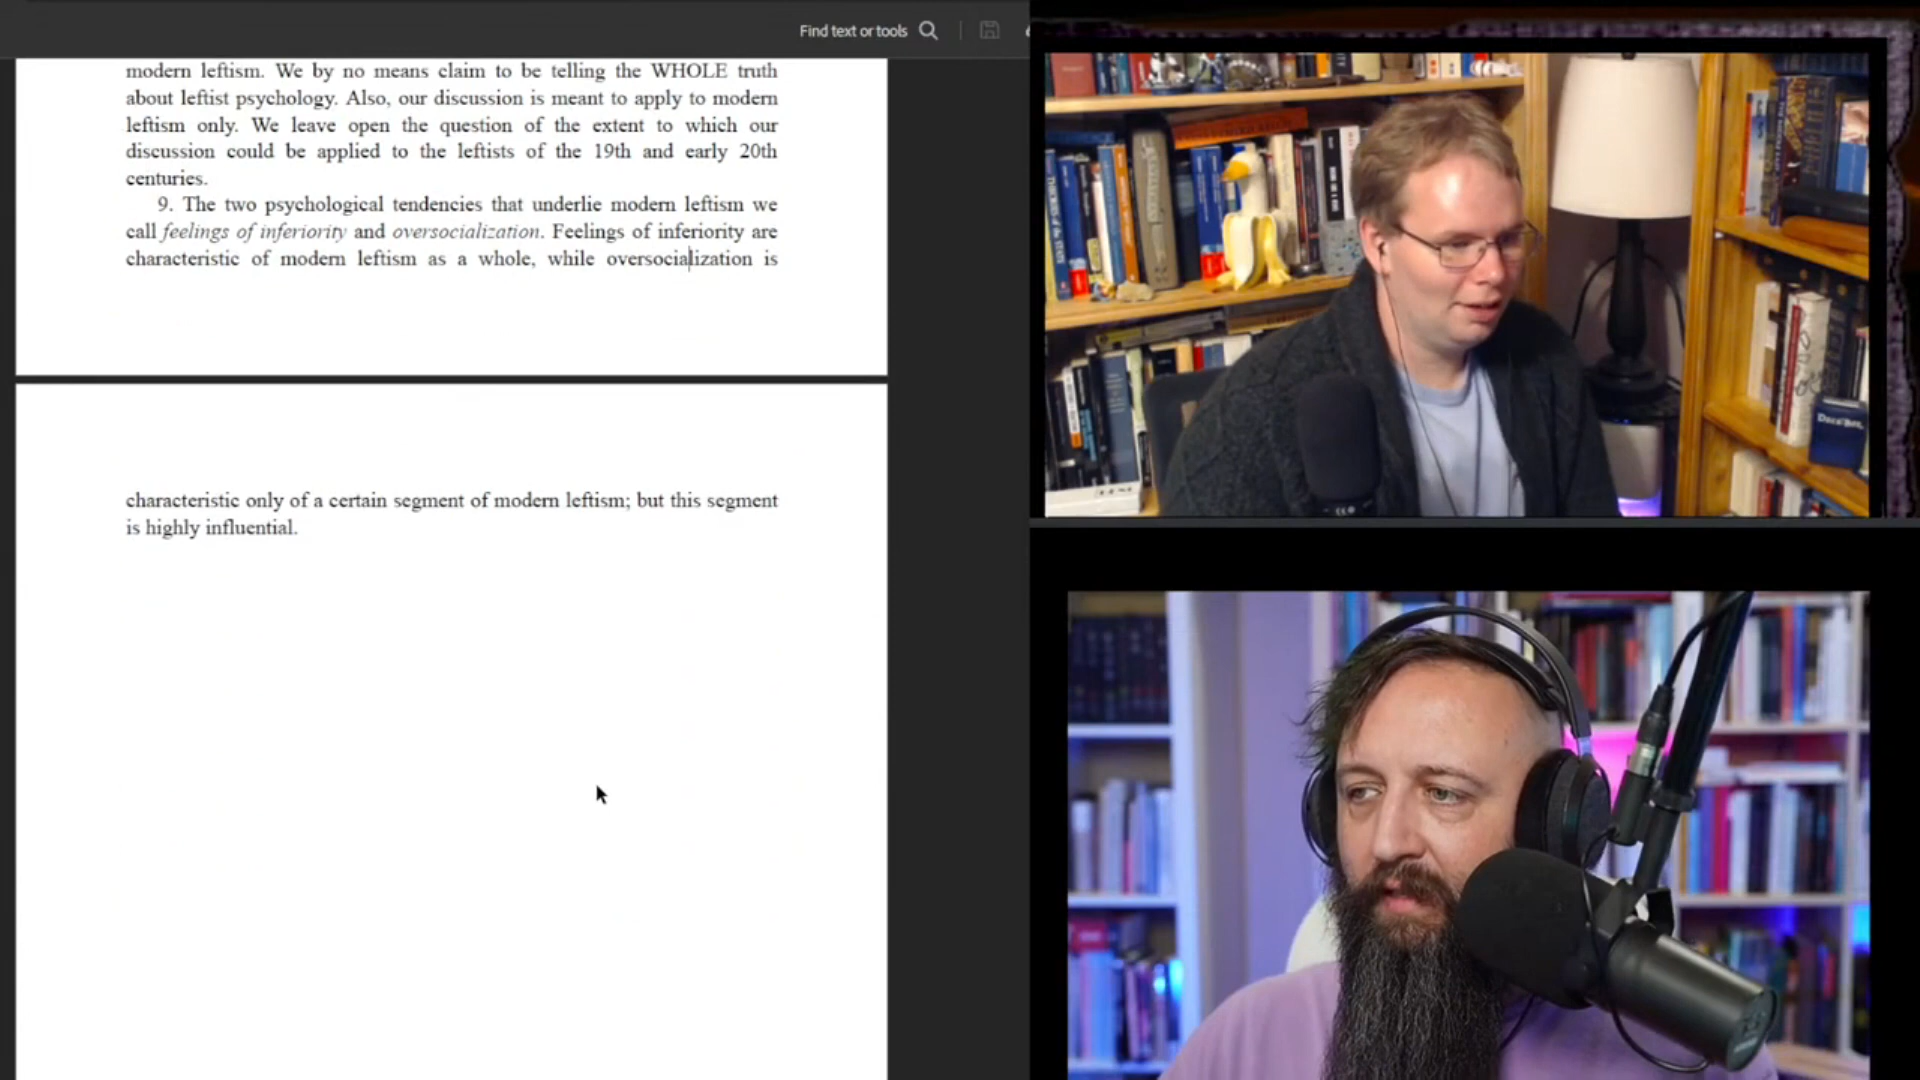 Find text or tools
modern leftism. We by no means claim to be telling the WHOLE truth
about leftist psychology. Also, our discussion is meant to apply to modern
leftism only. We leave open the question of the extent to which our
discussion could be applied to the leftists of the 19th and early 20th
centuries.
9. The two psychological tendencies that underlie modern leftism we
call feelings of inferiority and oversocialization. Feelings of inferiority are
characteristic of modern leftism as a whole, while oversocialization is
characteristic only of a certain segment of modern leftism; but this segment
is highly influential.